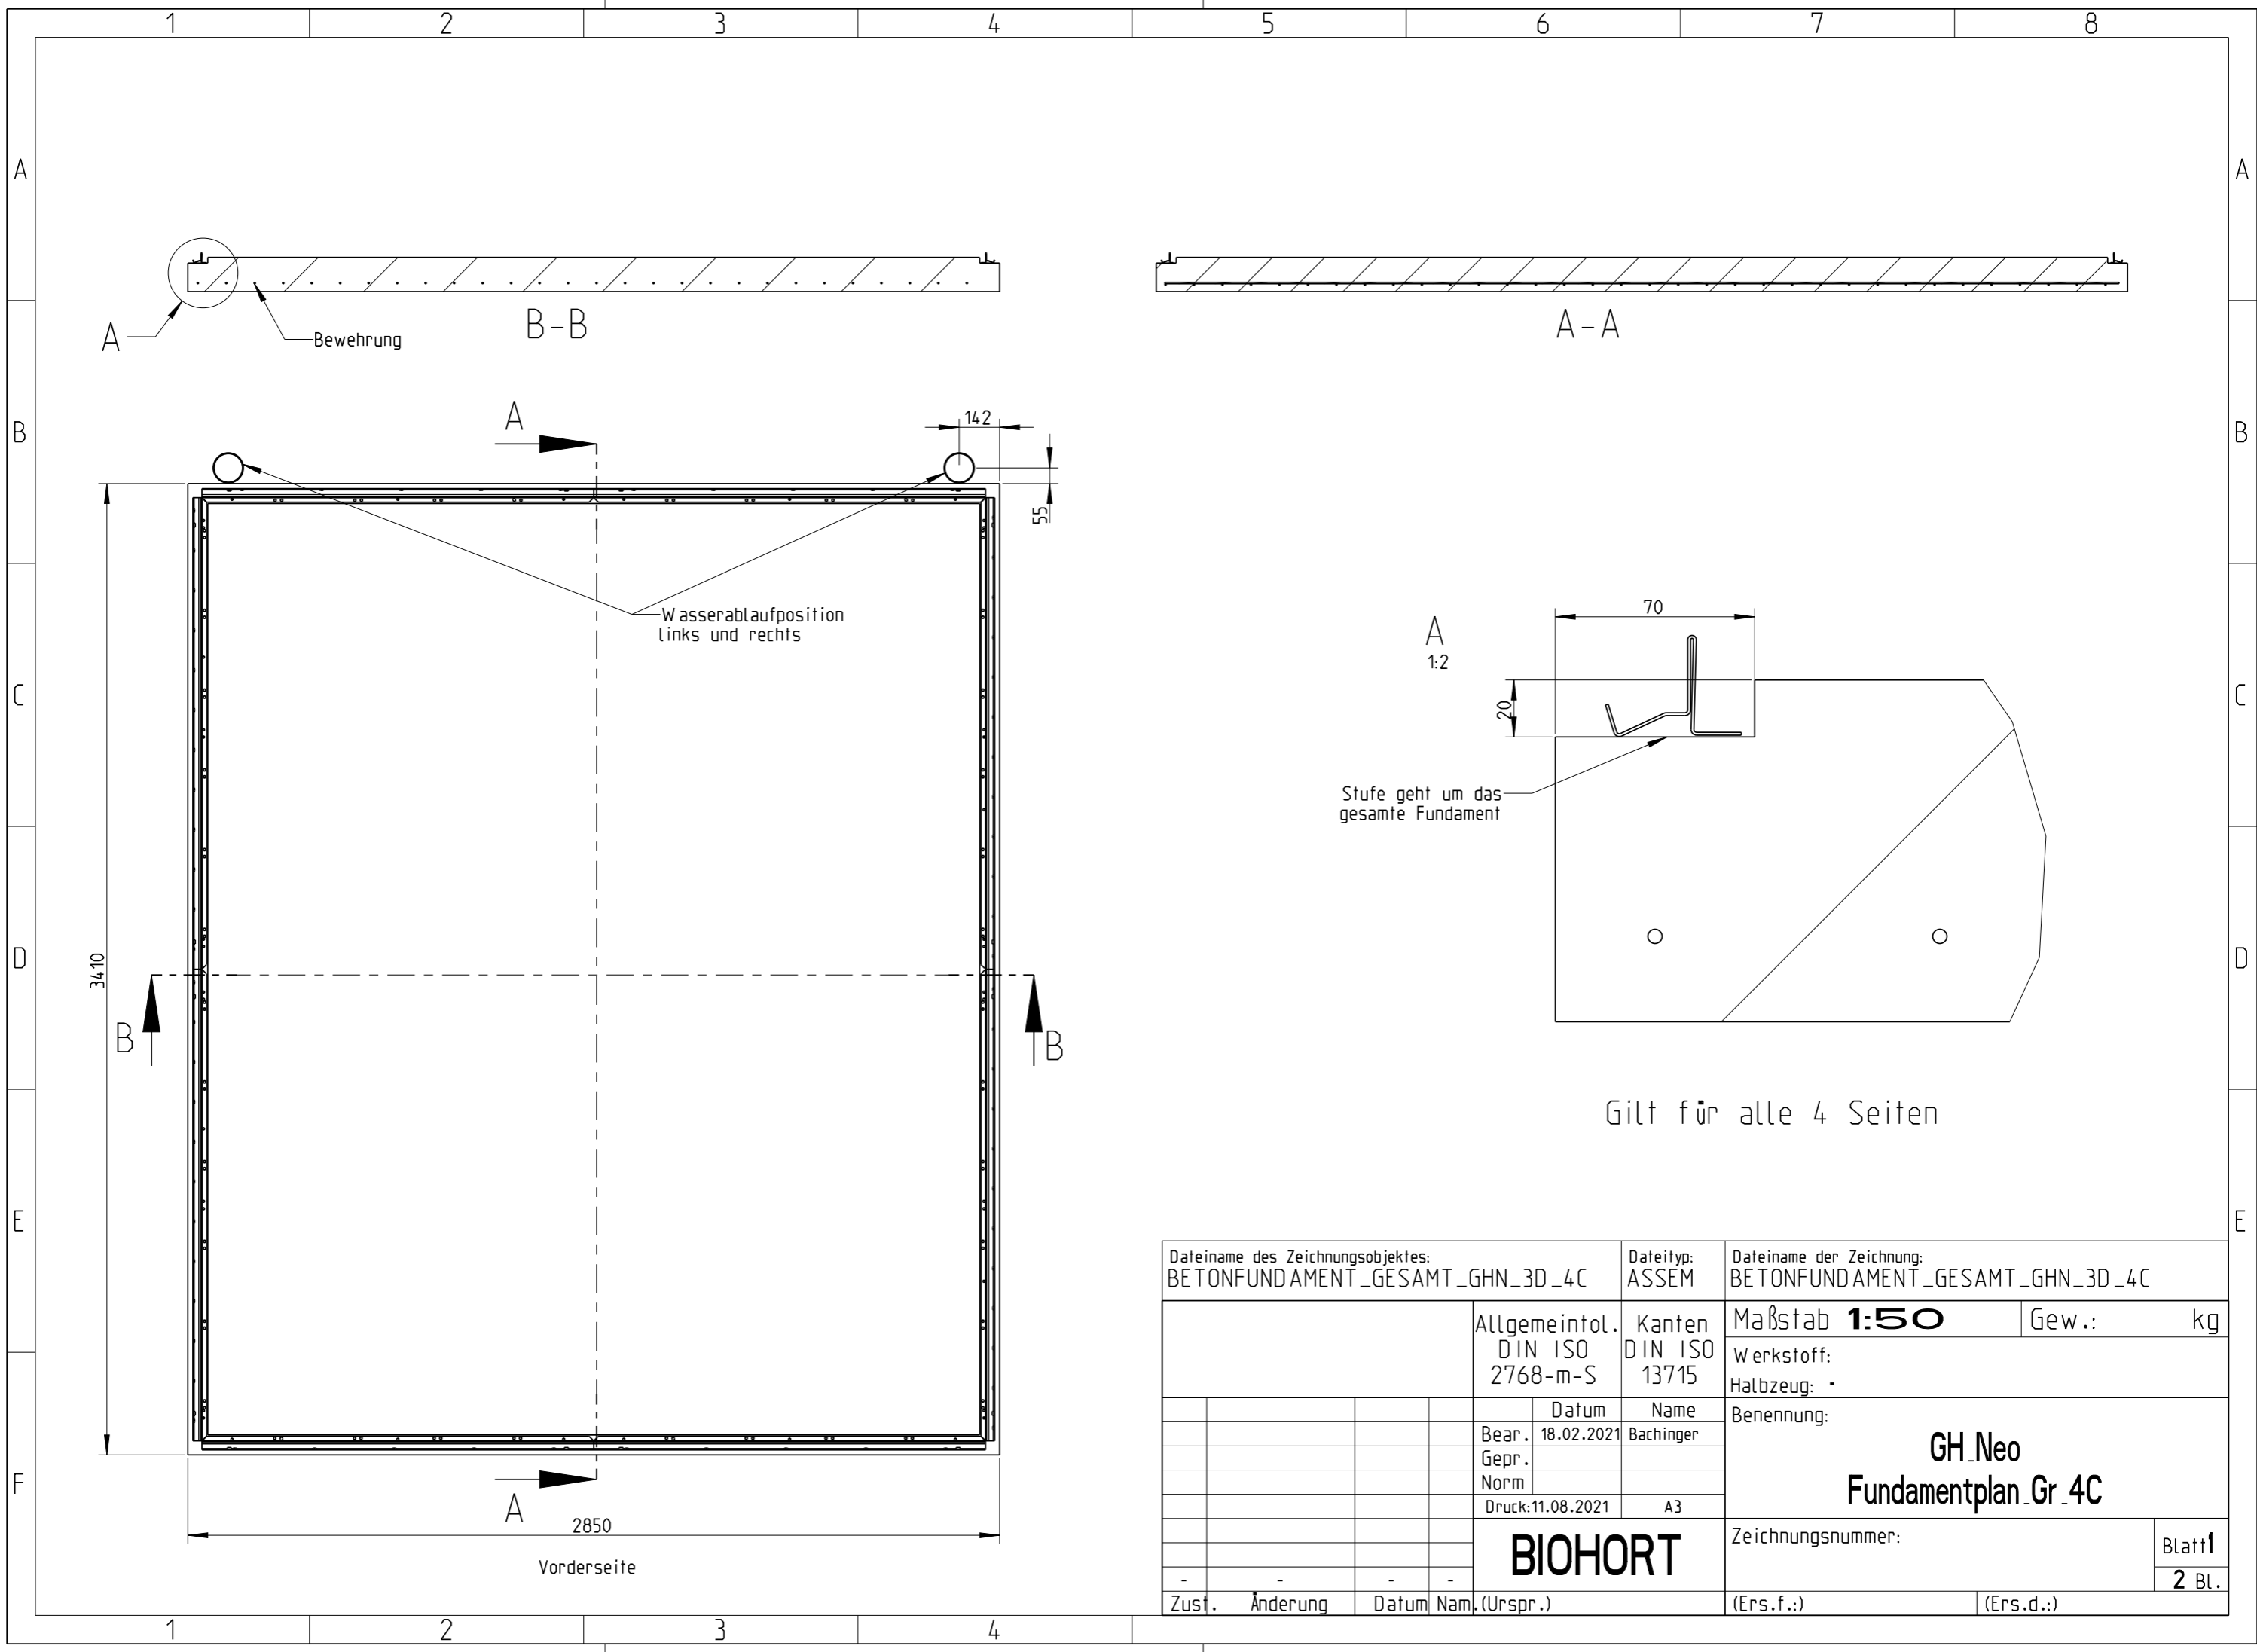 1 2 3 4 5 6 7 8
A A
A
Bewehrung
B-B
A-A
B B
A
142
55
Wasserablaufposition
links und rechts
A
1:2
70
20
C C
Stufe geht um das
gesamte Fundament
D D
3410
B B
Gilt für alle 4 Seiten
E E
F
A
2850
Vorderseite
Dateiname des Zeichnungsobjektes:
BETONFUNDAMENT_GESAMT_GHN_3D_4C
Dateityp:
ASSEM
Dateiname der Zeichnung:
BETONFUNDAMENT_GESAMT_GHN_3D_4C
Allgemeintol.
DIN ISO
2768-m-S
Kanten
DIN ISO
13715
Maßstab 1:50
Gew.: kg
Werkstoff:
Halbzeug: -
Datum Name
Bear. 18.02.2021 Bachinger
Gepr.
Norm
Druck:11.08.2021 A3
Benennung:
GH_Neo
Fundamentplan_Gr_4C
BIOHORT
Zeichnungsnummer:
Blatt1
2 Bl.
- - - -
Zust. Änderung Datum Nam. (Urspr.) (Ers.f.:) (Ers.d.:)
1 2 3 4